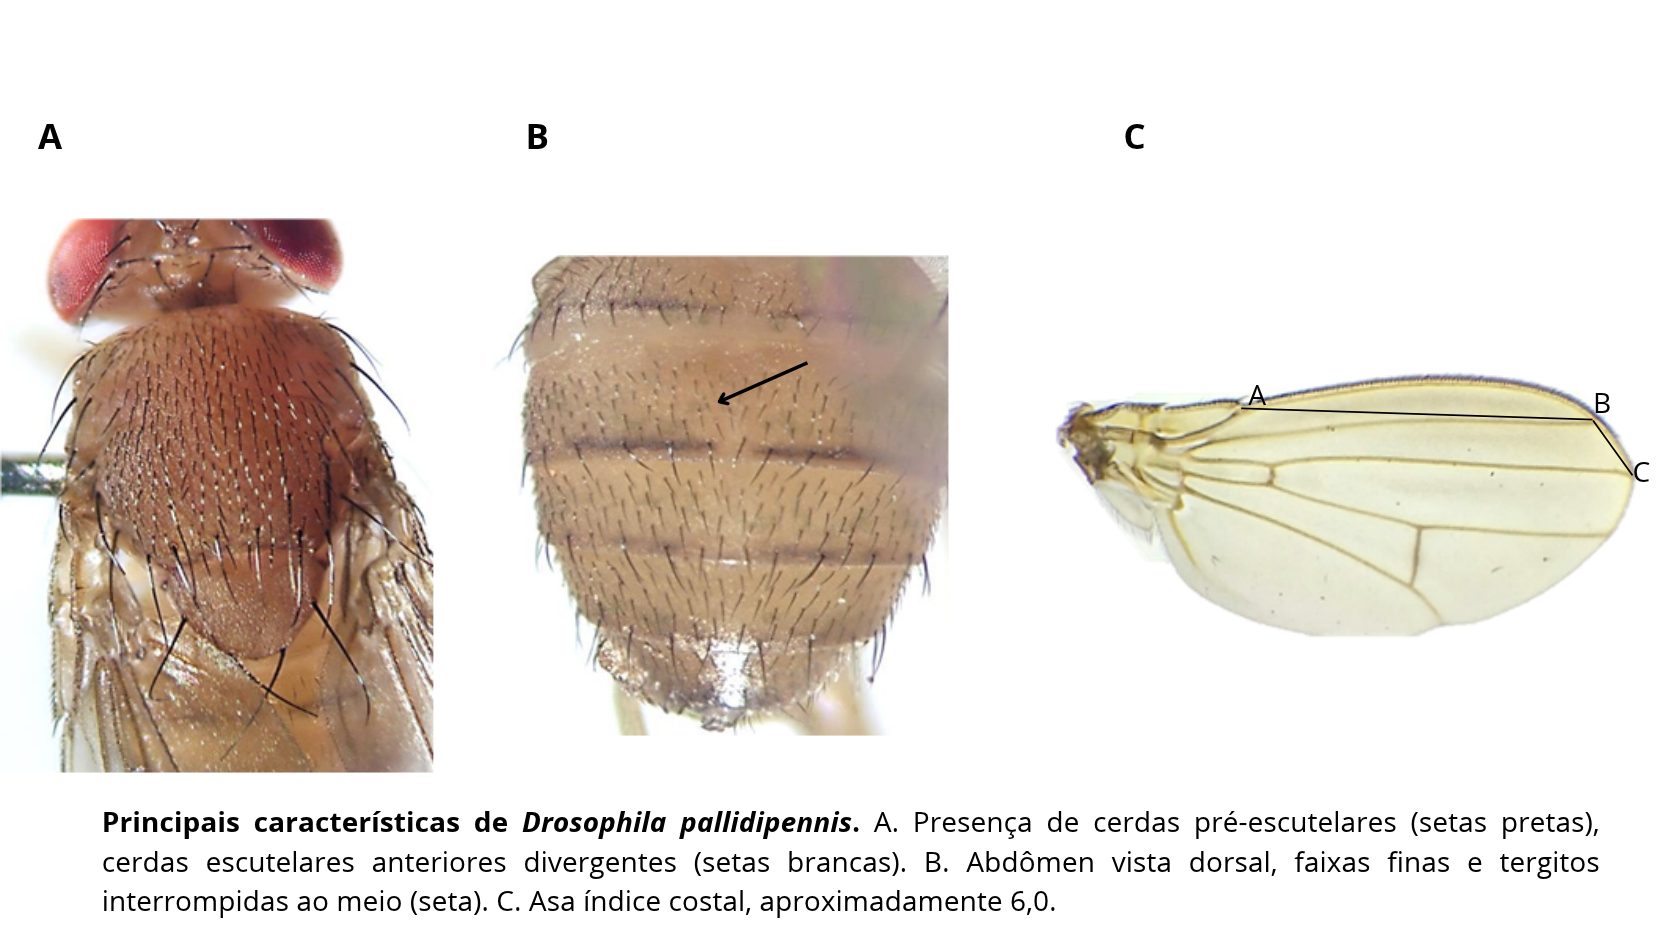 A
B
C
A
B
C
Principais características de Drosophila pallidipennis. A. Presença de cerdas pré-escutelares (setas pretas),
cerdas escutelares anteriores divergentes (setas brancas). B. Abdômen vista dorsal, faixas finas e tergitos
interrompidas ao meio (seta). C. Asa índice costal, aproximadamente 6,0.